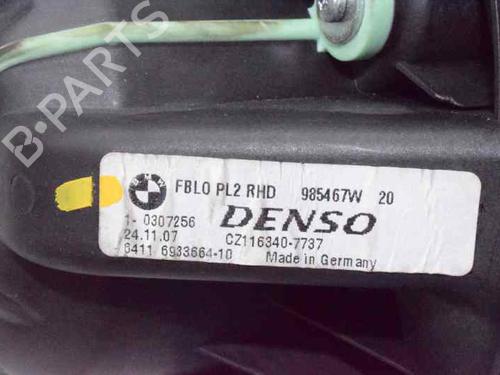 BMW
FBL0 PL2 RHD 985467W 20
1- 0307256 DENSO
24.11.07 CZ116340-7737
6411 6933664-10 Made in Germany
B-PARTS